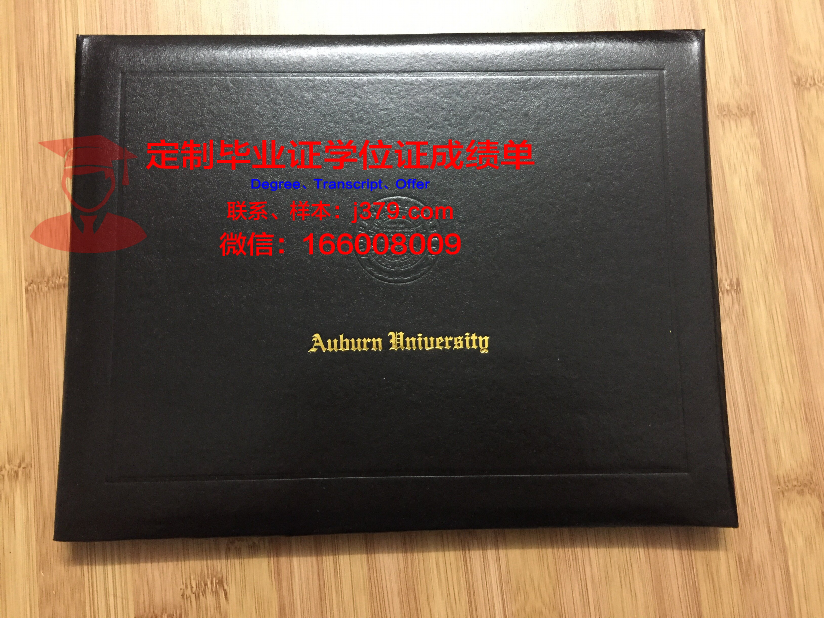 定制毕业证学位证成绩单
Degree、Transcript、Offer
联系、样本：j379.com
微信：166008009
Auburn University